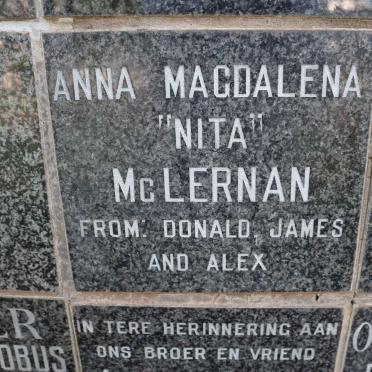 ANNA MAGDALENA
"NITA"
McLERNAN
FROM: DONALD, JAMES
AND ALEX
IN TERE HERINNERING AAN
ONS BROER EN VRIEND